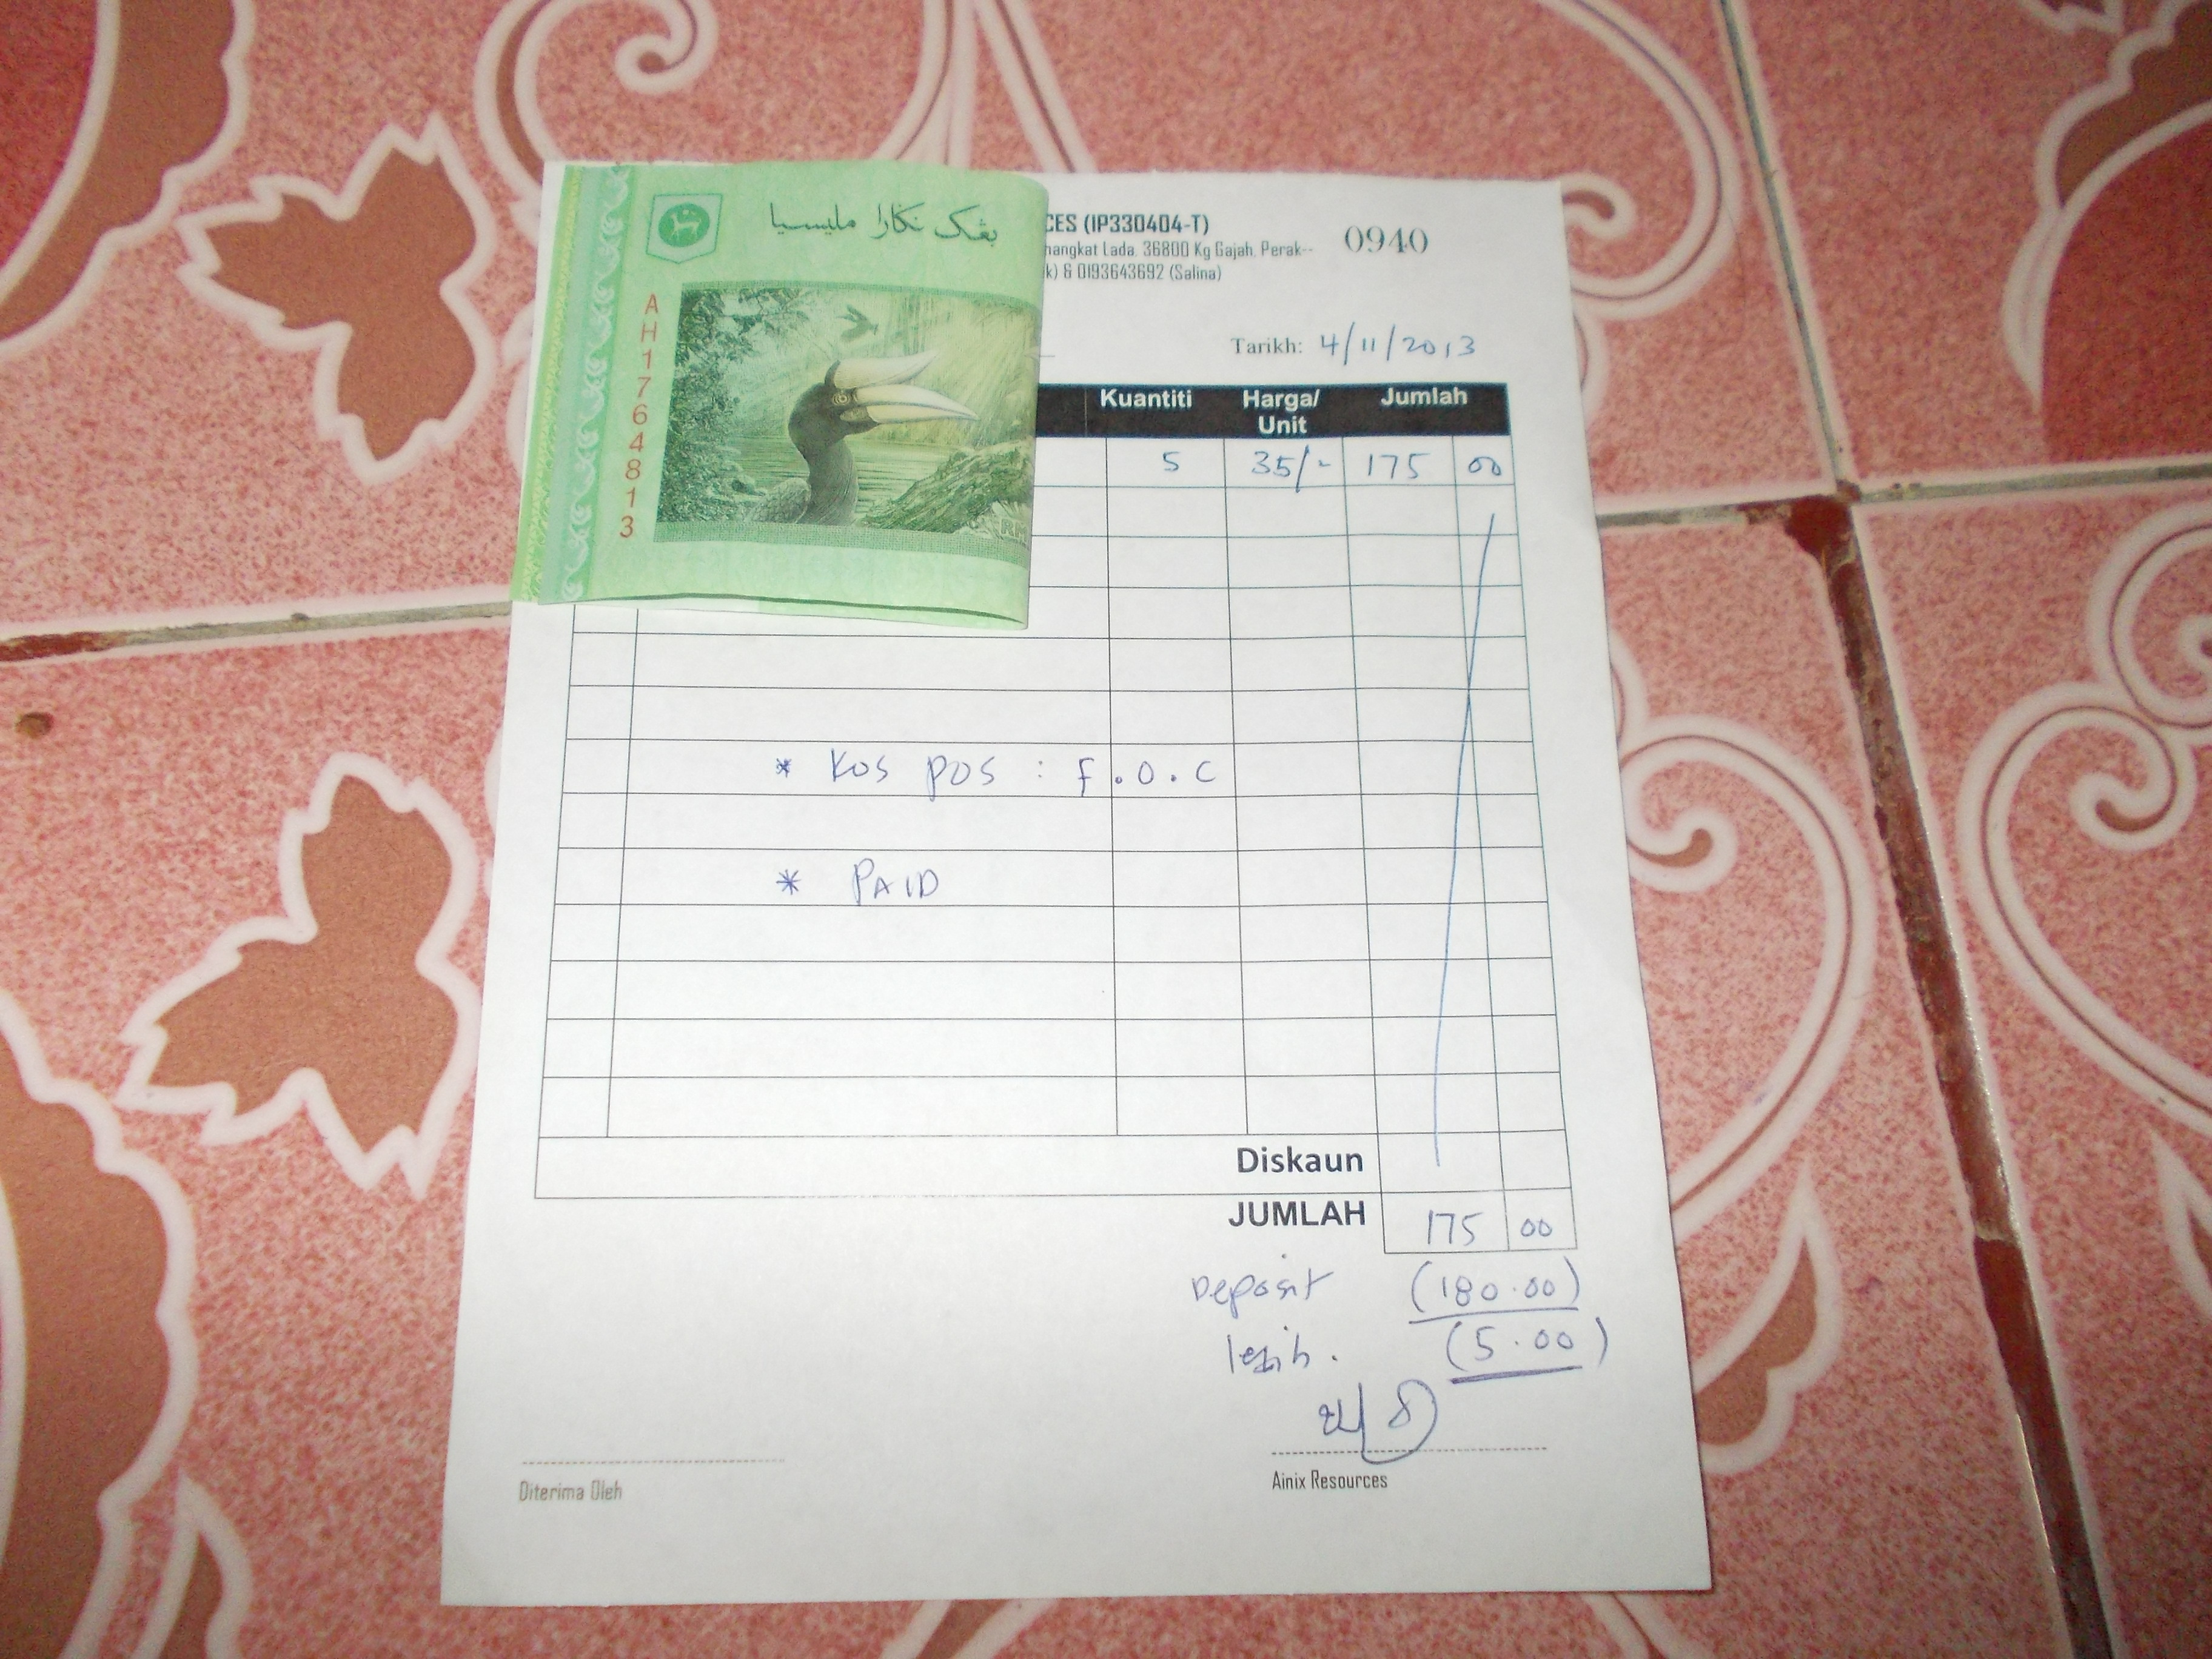 بڠک نݢارا مليسيا
AH1764813
RM
CES (IP330404-T)
0940
hangkat Lada, 36800 Kg Gajah, Perak--
k) & 0193643692 (Salina)
Tarikh: 4/11/2013
Kuantiti Harga/ Jumlah
Unit
5 35/- 175 00
* KOS POS : F.O.C
* PAID
Diskaun
JUMLAH 175 00
Deposit (180.00)
lebih. (5.00)
Diterima Oleh
Ainix Resources